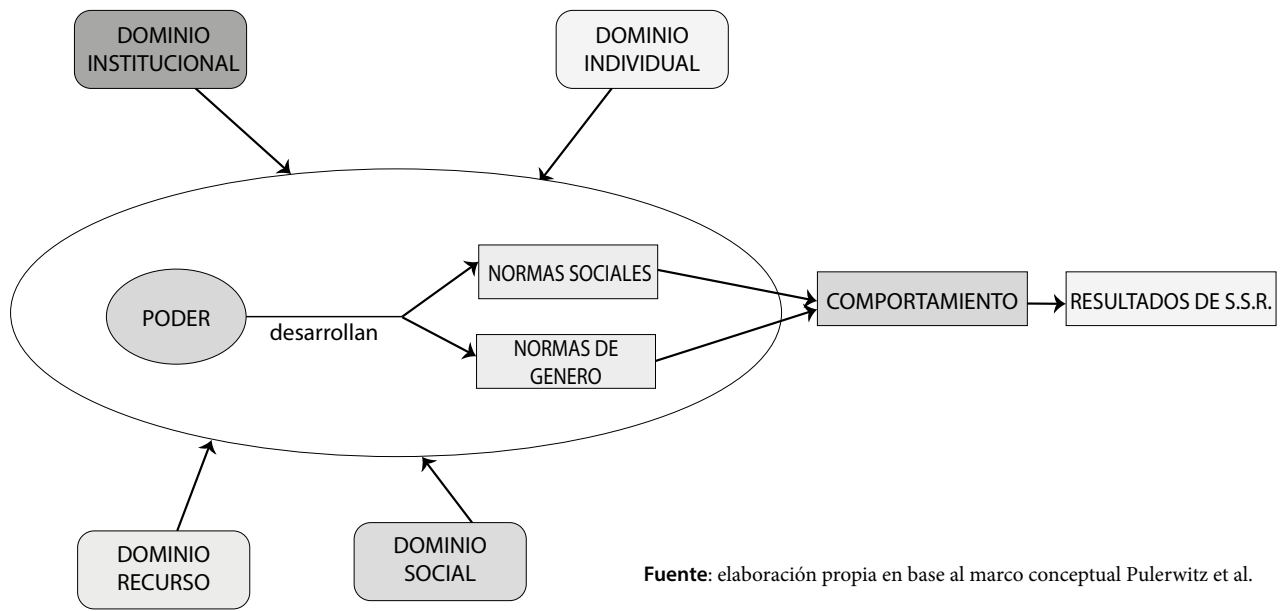 DOMINIO
INSTITUCIONAL
DOMINIO
INDIVIDUAL
PODER
desarrollan
NORMAS SOCIALES
NORMAS DE
GENERO
COMPORTAMIENTO
RESULTADOS DE S.S.R.
DOMINIO
RECURSO
DOMINIO
SOCIAL
Fuente: elaboración propia en base al marco conceptual Pulerwitz et al.